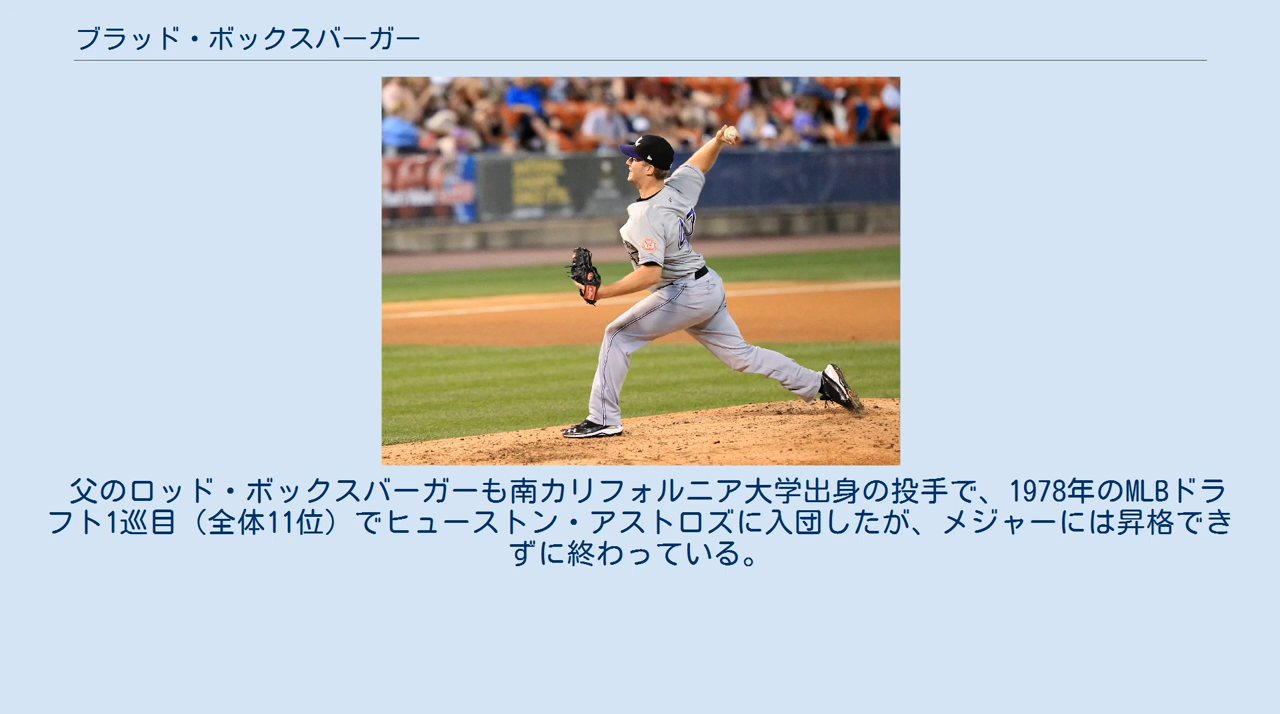 ブラッド・ボックスバーガー
父のロッド・ボックスバーガーも南カリフォルニア大学出身の投手で、1978年のMLBドラ
フト1巡目（全体11位）でヒューストン・アストロズに入団したが、メジャーには昇格でき
ずに終わっている。